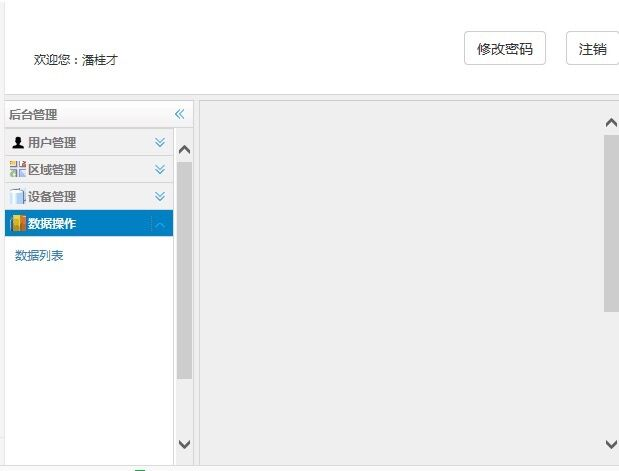 欢迎您：潘桂才
修改密码
注销
后台管理
用户管理
区域管理
设备管理
数据操作
数据列表